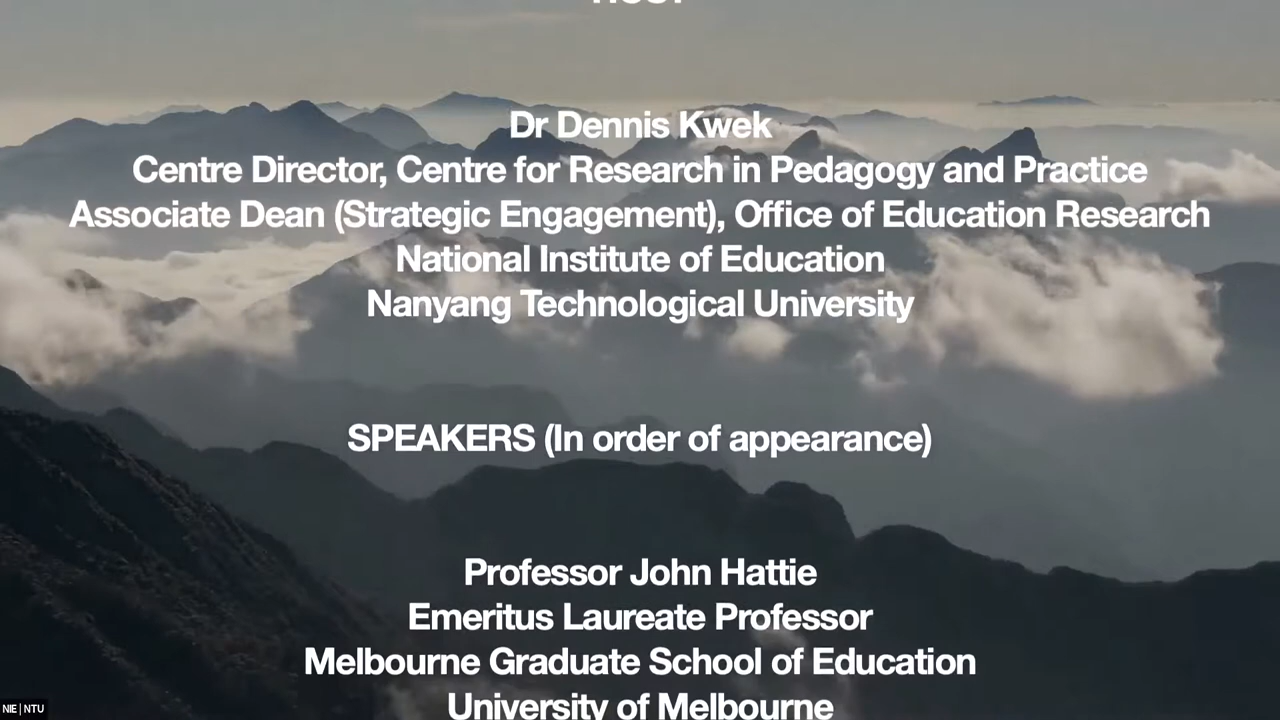 Dr Dennis Kwek
Centre Director, Centre for Research in Pedagogy and Practice
Associate Dean (Strategic Engagement), Office of Education Research
National Institute of Education
Nanyang Technological University
SPEAKERS (In order of appearance)
Professor John Hattie
Emeritus Laureate Professor
Melbourne Graduate School of Education
University of Melbourne
NIE | NTU